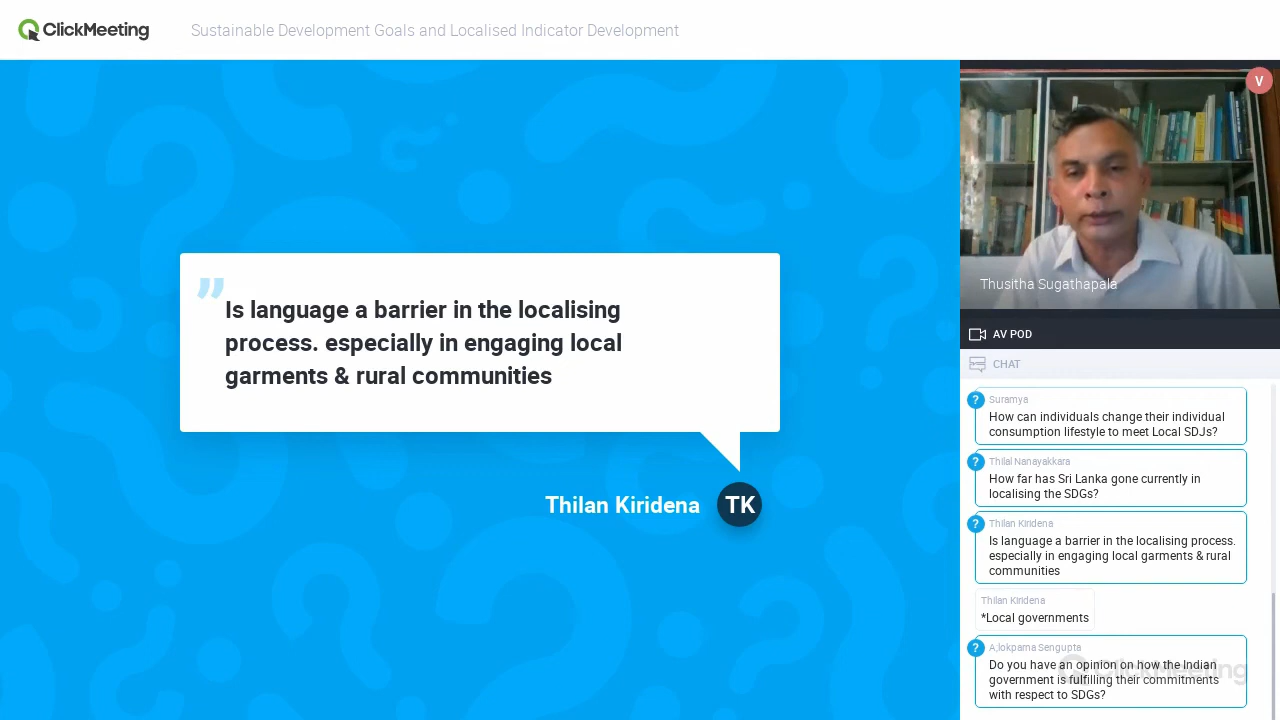 ClickMeeting
Sustainable Development Goals and Localised Indicator Development
V
Thusitha Sugathapala
"
Is language a barrier in the localising
process. especially in engaging local
garments & rural communities
Thilan Kiridena
TK
AV POD
CHAT
?
Suramya
How can individuals change their individual
consumption lifestyle to meet Local SDJs?
?
Thilal Nanayakkara
How far has Sri Lanka gone currently in
localising the SDGs?
?
Thilan Kiridena
Is language a barrier in the localising process.
especially in engaging local garments & rural
communities
Thilan Kiridena
*Local governments
?
A;lokpama Sengupta
Do you have an opinion on how the Indian
government is fulfilling their commitments
with respect to SDGs?
ClickMeeting